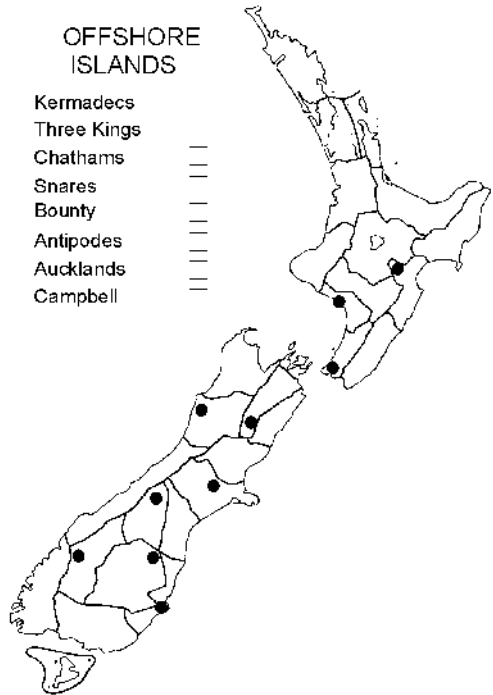 OFFSHORE
ISLANDS
Kermadecs
Three Kings
Chathams
Snares
Bounty
Antipodes
Aucklands
Campbell